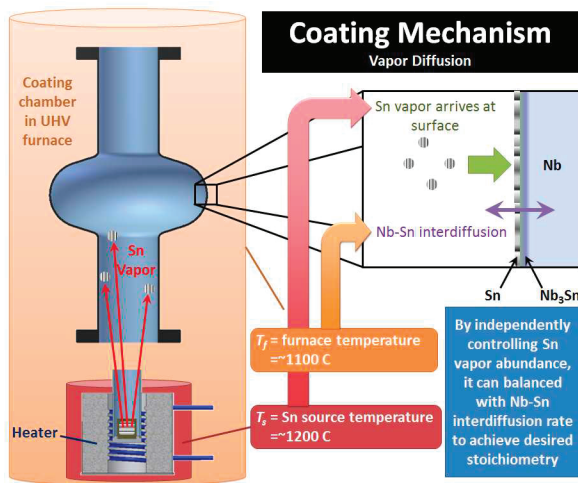 Coating Mechanism
Vapor Diffusion
Coating
chamber
in UHV
furnace
Sn vapor arrives at
surface
Nb
Nb-Sn interdiffusion
Sn
Nb₃Sn
Sn
Vapor
T_f = furnace temperature
=~1100 C
T_s = Sn source temperature
=~1200 C
Heater
By independently
controlling Sn
vapor abundance,
it can balanced
with Nb-Sn
interdiffusion rate
to achieve desired
stoichiometry